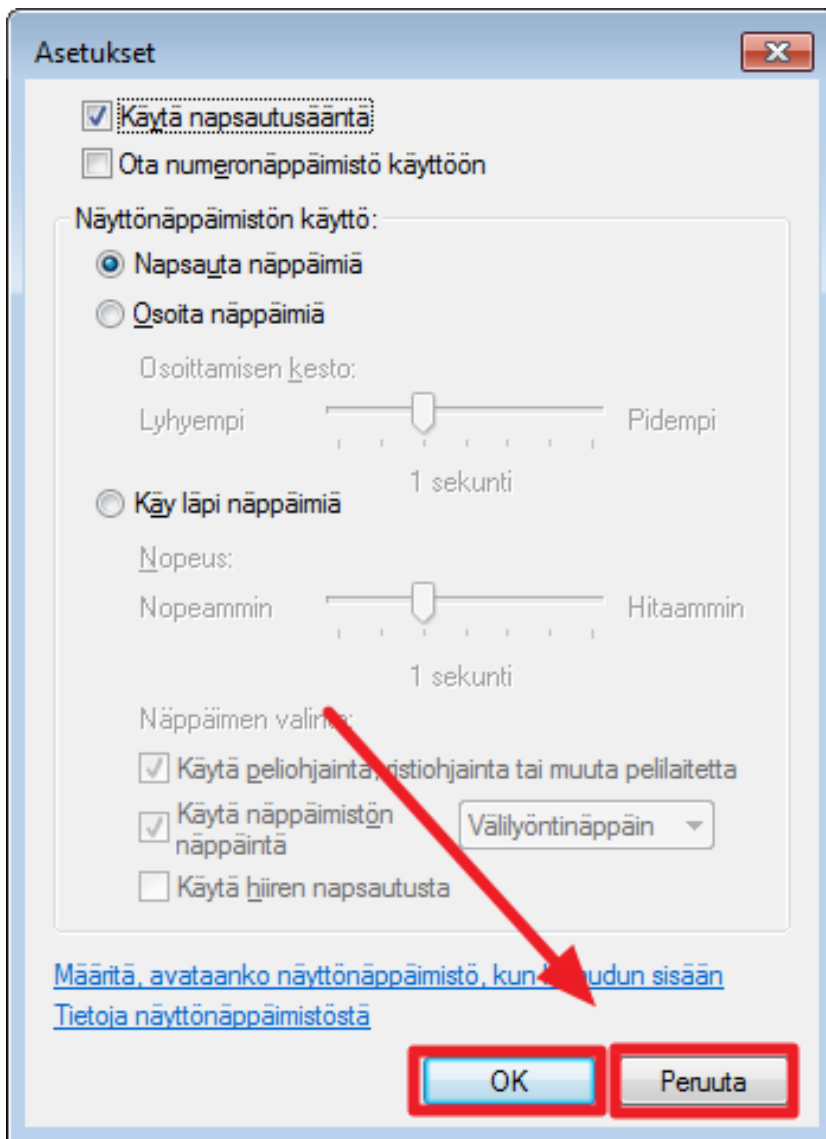 Asetukset
Käytä napsautusääntä
Ota numeronäppäimistö käyttöön
Näyttönäppäimistön käyttö:
Napsauta näppäimiä
Osoita näppäimiä
Osoittamisen kesto:
Lyhyempi Pidempi
1 sekunti
Käy läpi näppäimiä
Nopeus:
Nopeammin Hitaammin
1 sekunti
Näppäimen
Käytä peliohjainta, ristiohjainta tai muuta pelilaitetta
Käytä näppäimistön
näppäintä
Välilyöntinäppäin
Käytä hiiren napsautusta
Määritä, avataanko näyttönäppäimistö, kun sisään
Tietoja näyttönäppäimistöstä
OK Peruuta